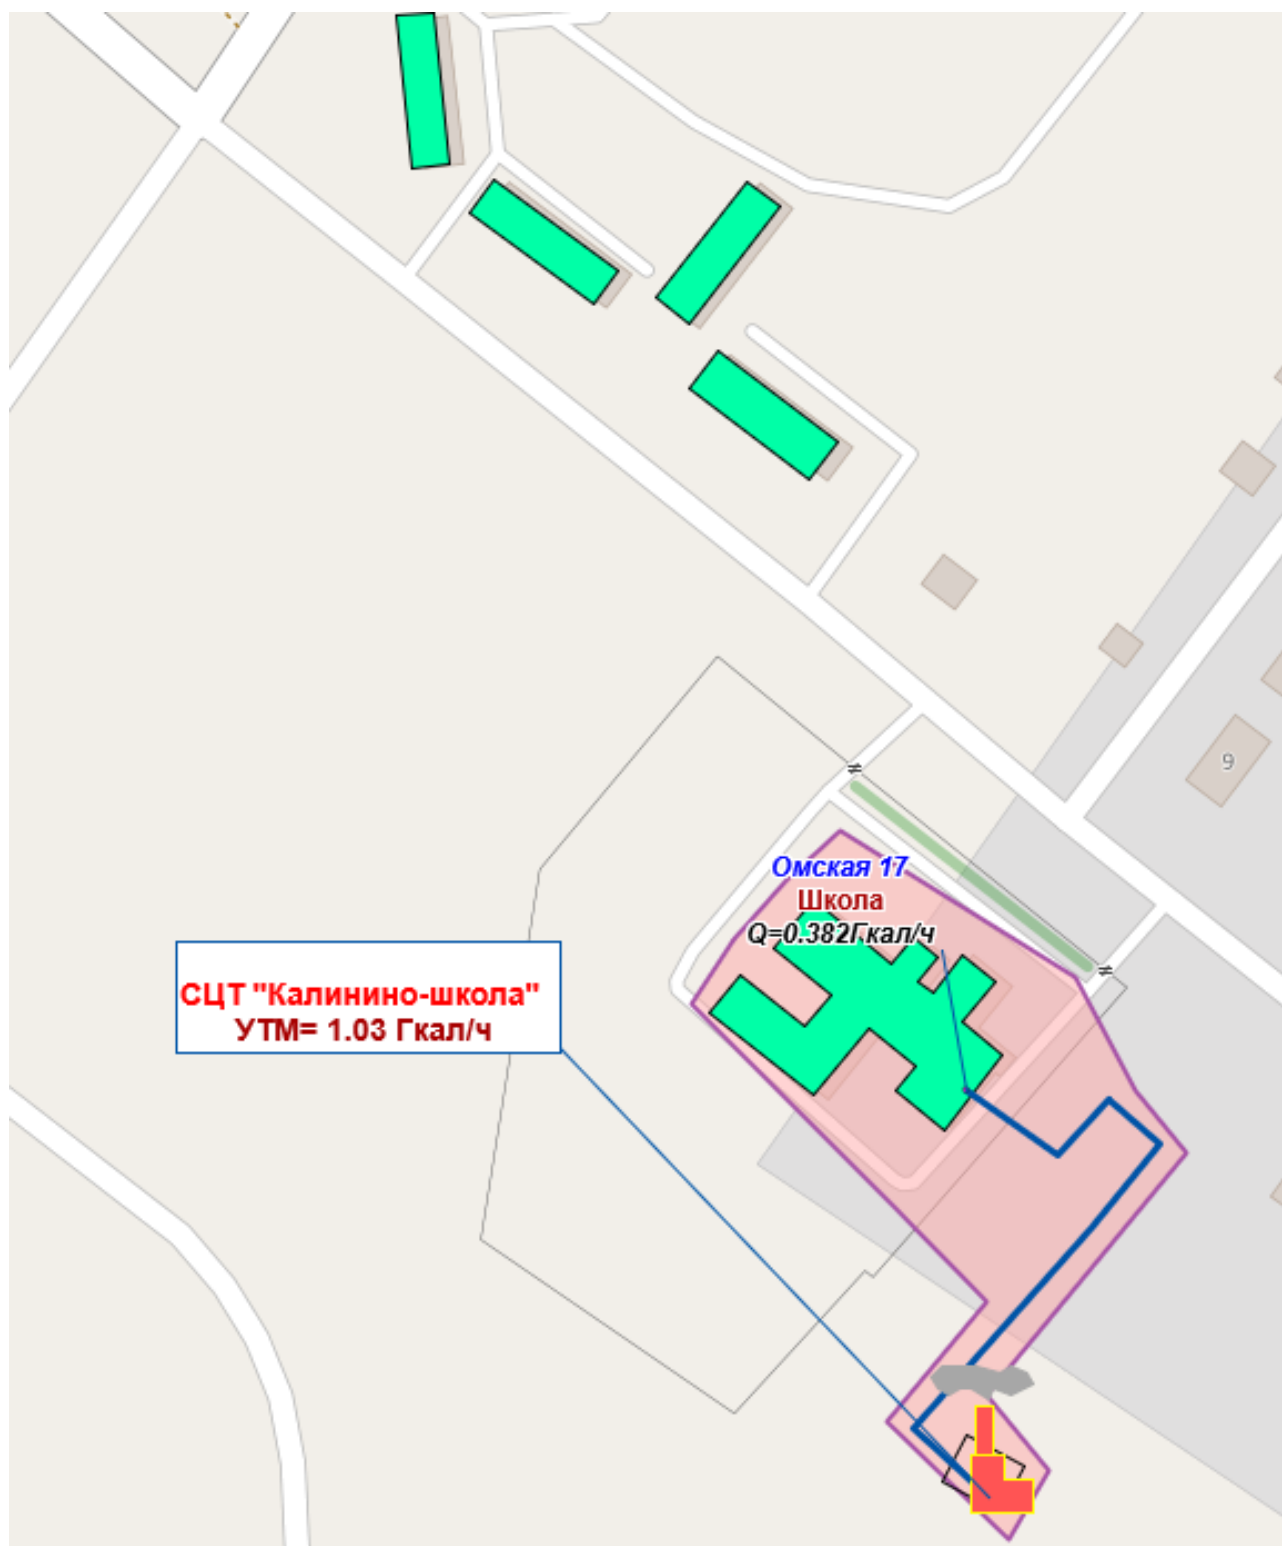 9
Омская 17
Школа
Q=0.382Гкал/ч
СЦТ "Калинино-школа"
УТМ= 1.03 Гкал/ч